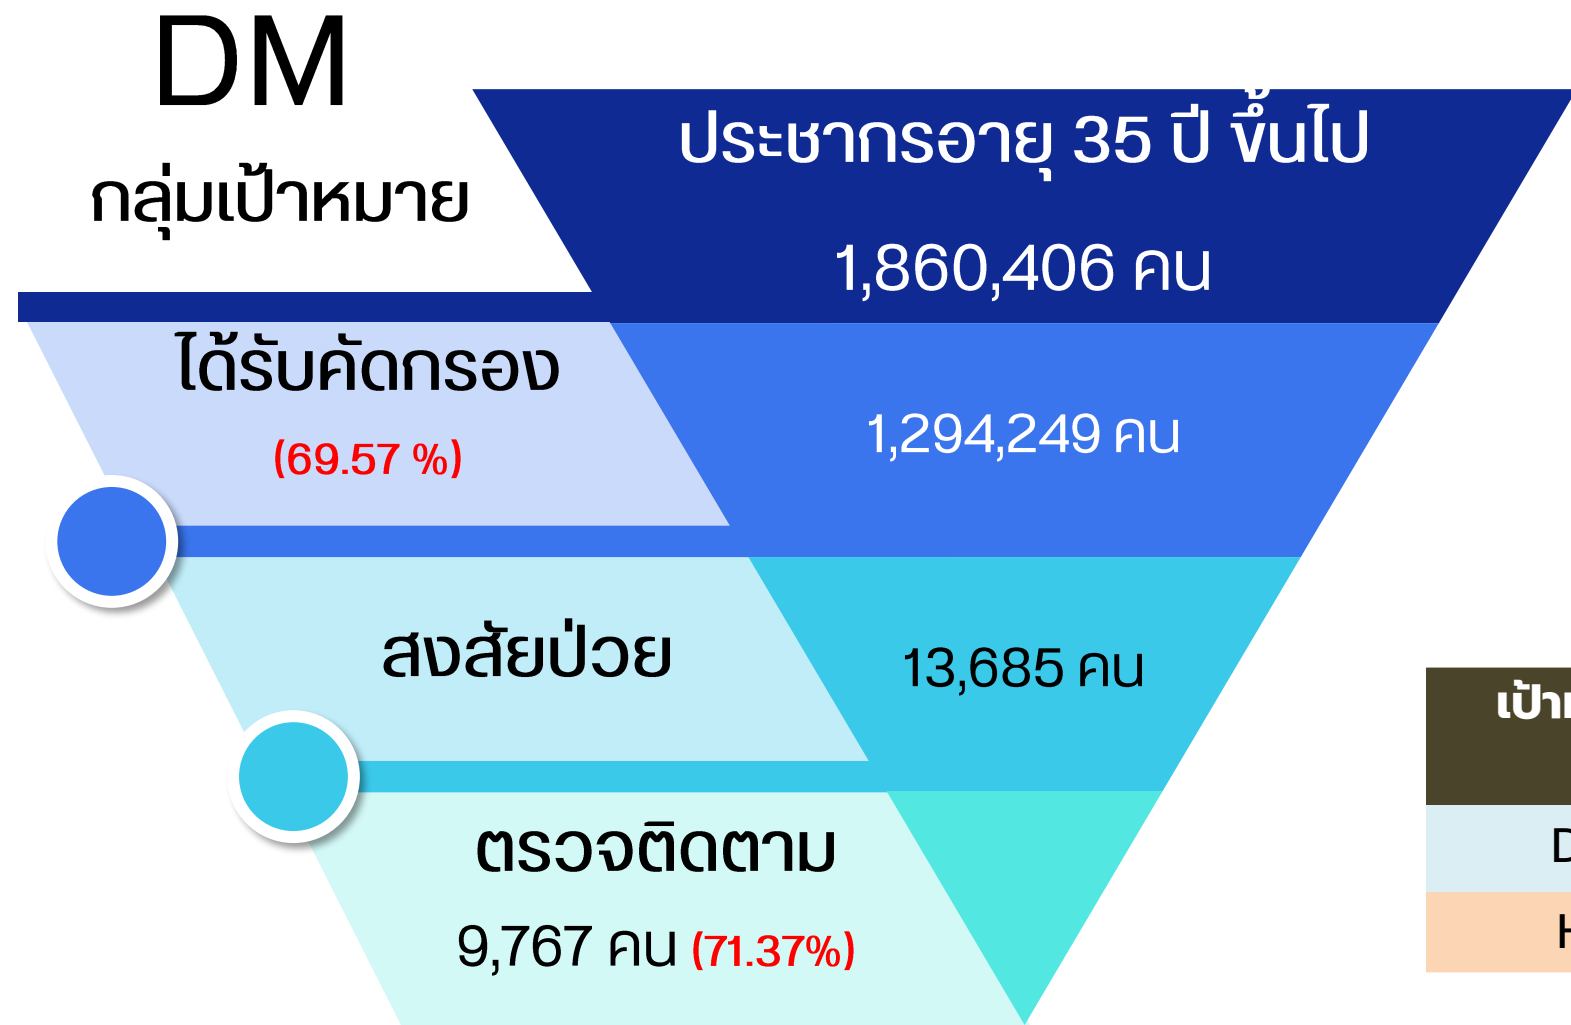 DM
กลุ่มเป้าหมาย
ประชากรอายุ 35 ปี ขึ้นไป
1,860,406 คน
ได้รับคัดกรอง
(69.57 %)
1,294,249 คน
สงสัยป่วย
13,685 คน
ตรวจติดตาม
9,767 คน (71.37%)